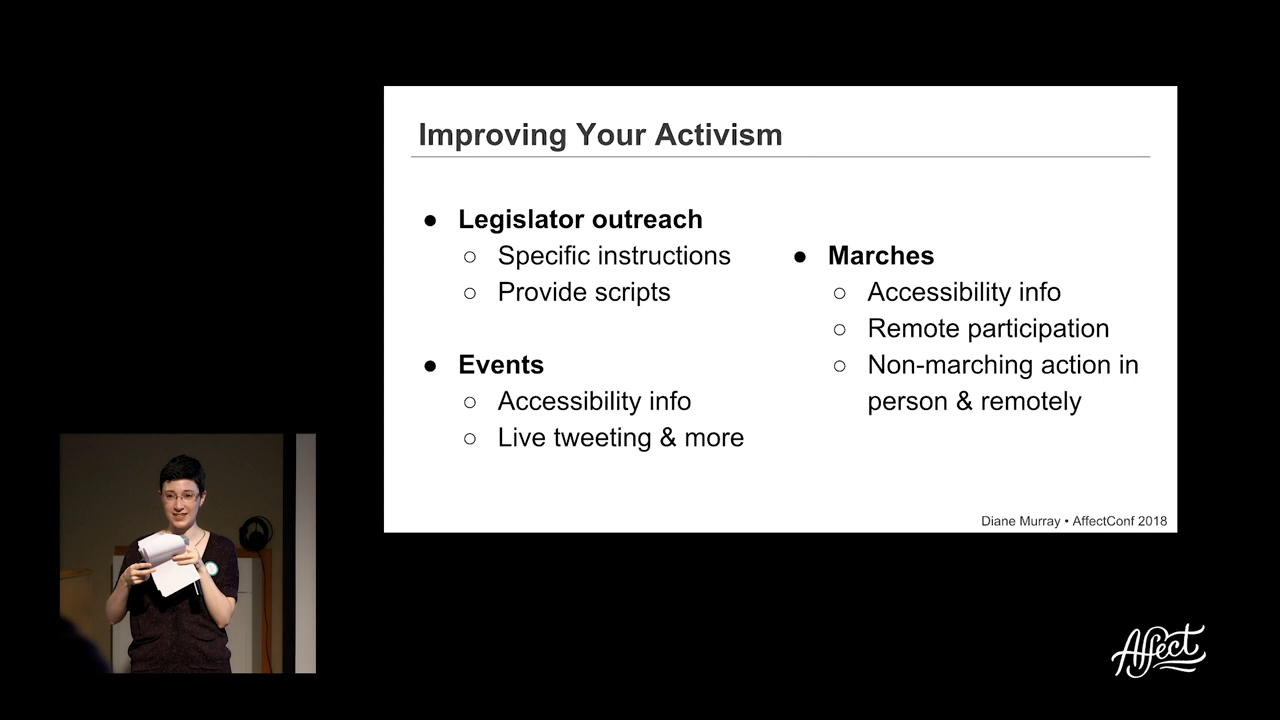 Improving Your Activism
● Legislator outreach
○ Specific instructions
○ Provide scripts
● Events
○ Accessibility info
○ Live tweeting & more
● Marches
○ Accessibility info
○ Remote participation
○ Non-marching action in
person & remotely
Diane Murray • AffectConf 2018
Affect